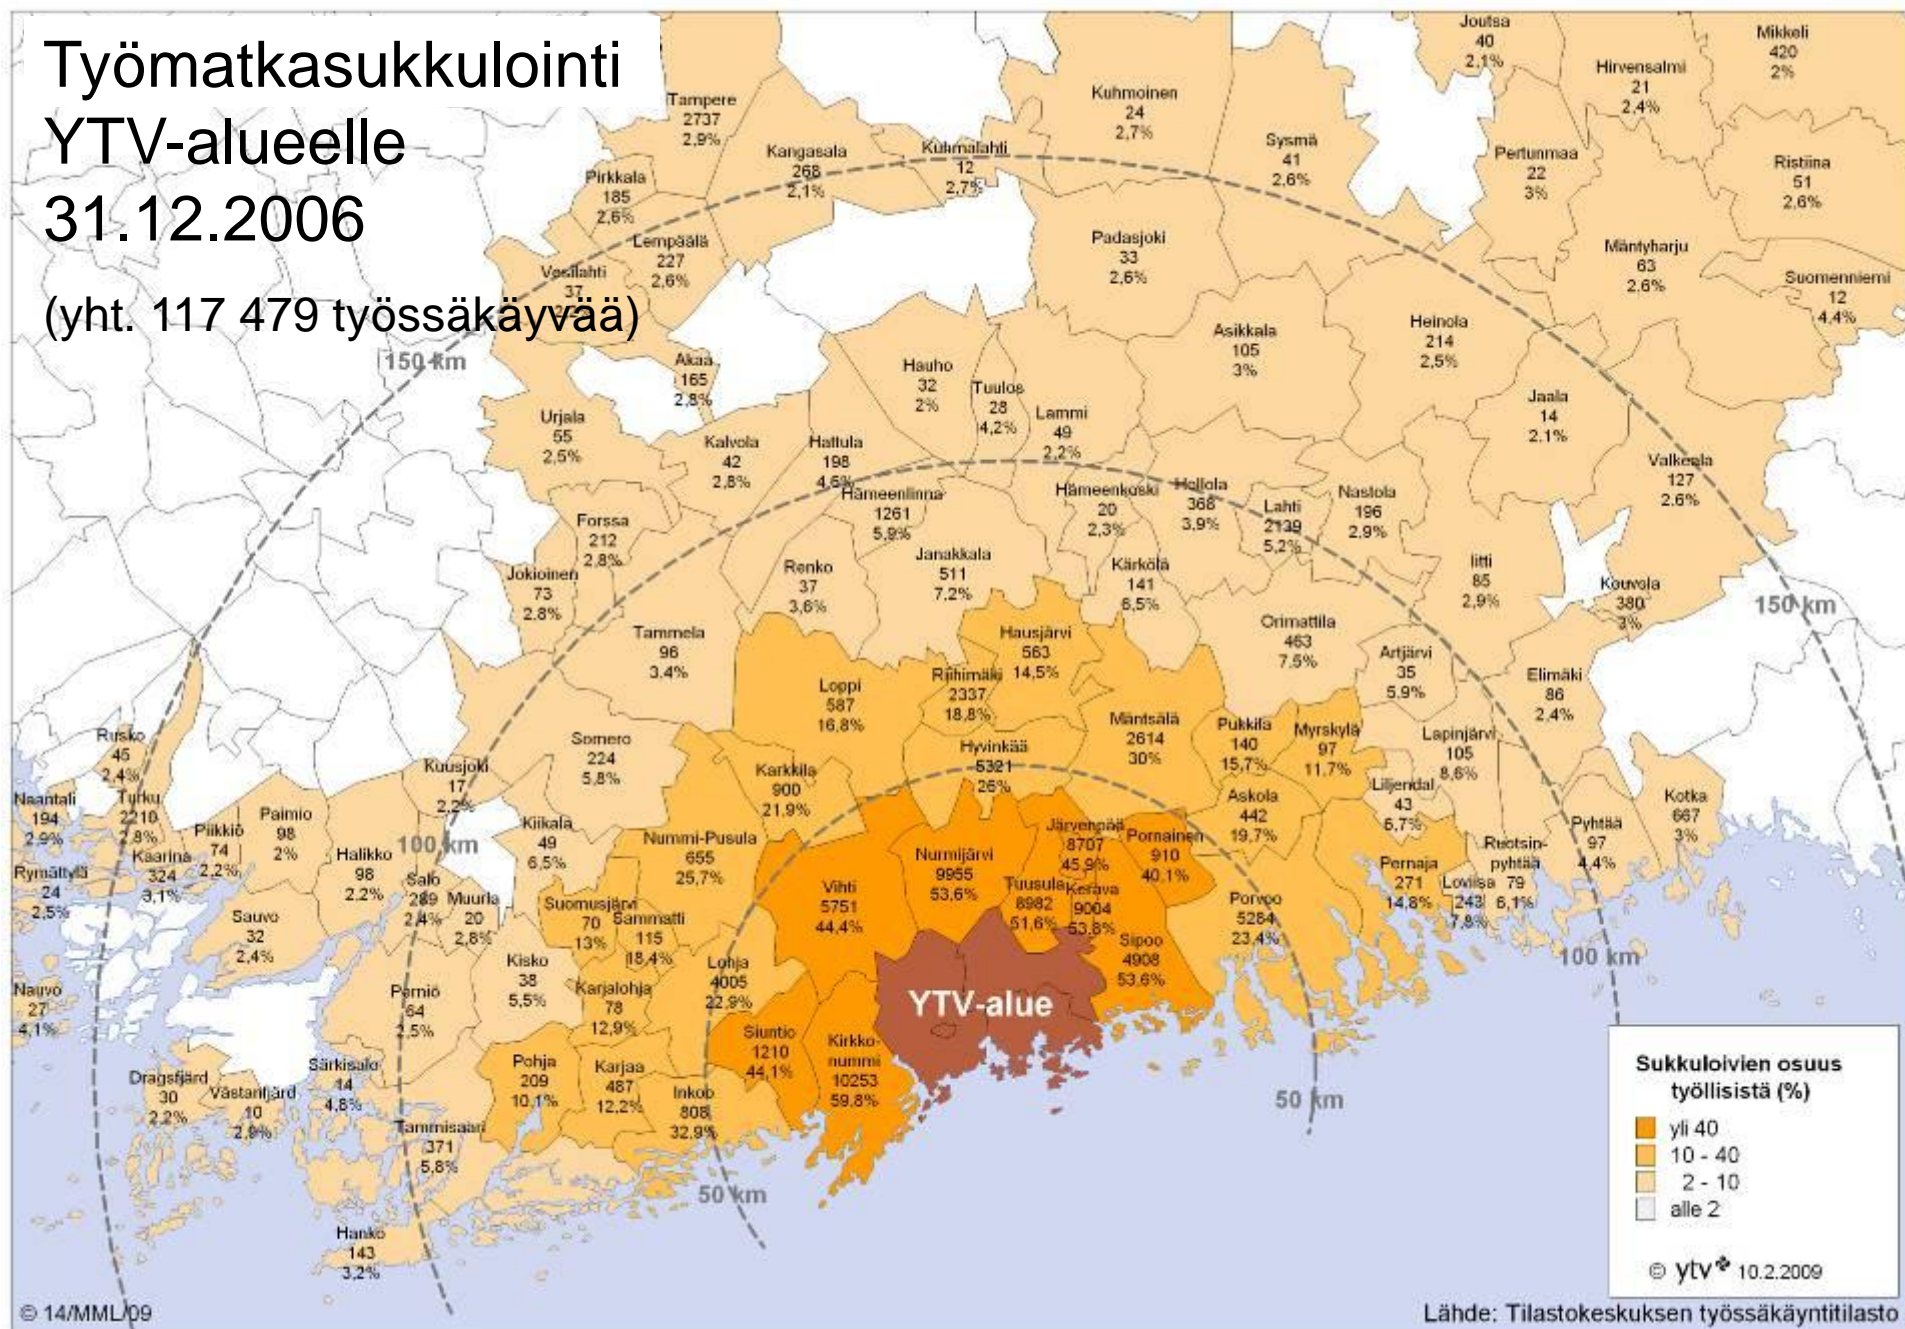 Työmatkasukkulointi
YTV-alueelle
31.12.2006
(yht. 117 479 työssäkäyvää)
Joutsa
40
2,1%
Mikkeli
420
2%
Hirvensalmi
21
2,4%
Tampere
2737
2,9%
Kuhmoinen
24
2,7%
Kangasala
268
2,1%
Kuhmalahti
12
2,7%
Sysmä
41
2,6%
Pertunmaa
22
3%
Ristiina
51
2,6%
Pirkkala
185
2,6%
Lempäälä
227
2,6%
Vesilahti
37
Padasjoki
33
2,6%
Mäntyharju
63
2,6%
Suomenniemi
12
4,4%
150 km
Akaa
165
2,8%
Hauho
32
2%
Tuulos
28
4,2%
Lammi
49
2,2%
Asikkala
105
3%
Heinola
214
2,5%
Jaala
14
2,1%
Urjala
55
2,5%
Kalvola
42
2,8%
Hattula
198
4,6%
Valkeala
127
2,6%
Hämeenlinna
1261
5,9%
Hämeenkoski
20
2,3%
Hollola
368
3,9%
Lahti
2139
5,2%
Nastola
196
2,9%
Forssa
212
2,8%
Jokioinen
73
2,8%
Renko
37
3,6%
Janakkala
511
7,2%
Kärkölä
141
6,5%
Iitti
85
2,9%
Kouvola
380
3%
150 km
Tammela
96
3,4%
Hausjärvi
563
14,5%
Orimattila
463
7,5%
Artjärvi
35
5,9%
Elimäki
86
2,4%
Loppi
587
16,8%
Riihimäki
2337
18,8%
Mäntsälä
2614
30%
Pukkila
140
15,7%
Myrskylä
97
11,7%
Lapinjärvi
105
8,6%
Rusko
45
2,4%
Somero
224
5,8%
Hyvinkää
5321
26%
Karkkila
900
21,9%
Kuusjoki
17
2,2%
Liljendal
43
5,7%
Askola
442
19,7%
Kotka
667
3%
Naantali
194
2,9%
Turku
2210
2,8%
Piikkiö
74
2,2%
Paimio
98
2%
Kaarina
324
3,1%
Halikko
98
2,2%
100 km
Kiikala
49
6,5%
Nummi-Pusula
655
25,7%
Järvenpää
8707
45,9%
Pornainen
910
40,1%
Ruotsin-
pyhtää
79
6,1%
Pyhtää
97
4,4%
Nurmijärvi
9955
53,6%
Pernaja
271
14,8%
Loviisa
243
7,8%
Rymättylä
24
2,5%
Salo
289
2,4%
Muurla
20
2,8%
Vihti
5751
44,4%
Tuusula
8982
51,6%
Kerava
9004
53,8%
Porvoo
5284
23,4%
Sauvo
32
2,4%
Suomusjärvi
70
13%
Sammatti
115
18,4%
Sipoo
4908
53,6%
100 km
Kisko
38
5,5%
Lohja
4005
22,9%
Nauvo
27
4,1%
Perniö
64
2,5%
Karjalohja
78
12,9%
YTV-alue
Siuntio
1210
44,1%
Kirkko-
nummi
10253
59,8%
Särkisalo
14
4,8%
Dragsfjärd
30
2,2%
Västanfjärd
10
2,9%
Pohja
209
10,1%
Karjaa
487
12,2%
Inkoo
808
32,9%
50 km
Tammisaari
371
5,8%
50 km
Hanko
143
3,2%
Sukkuloivien osuus
työllisistä (%)
yli 40
10 - 40
2 - 10
alle 2
© ytv 10.2.2009
© 14/MML/09
Lähde: Tilastokeskuksen työssäkäyntitilasto